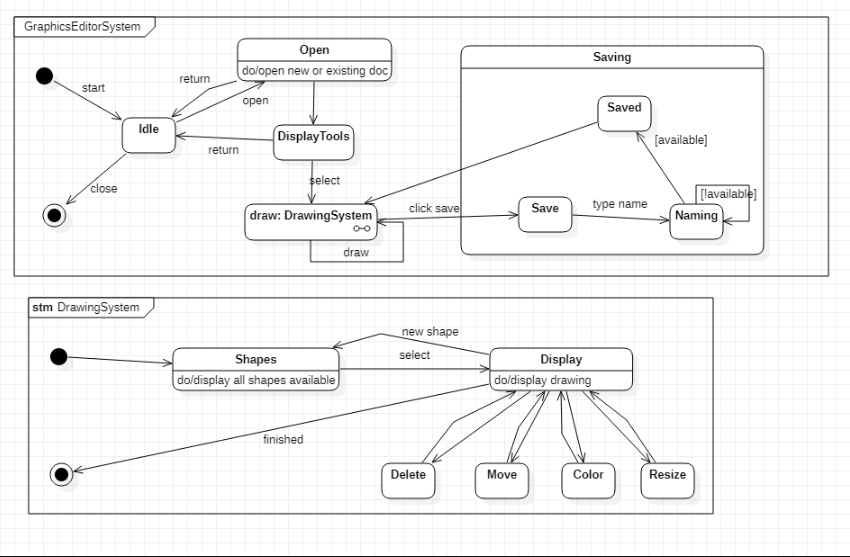 GraphicsEditorSystem
Open
do/open new or existing doc
Saving
return
open
start
Saved
Idle
DisplayTools
[available]
return
close
select
[!available]
draw: DrawingSystem
click save
Save
type name
Naming
draw
stm DrawingSystem
new shape
Shapes
select
Display
do/display all shapes available
do/display drawing
finished
Delete
Move
Color
Resize